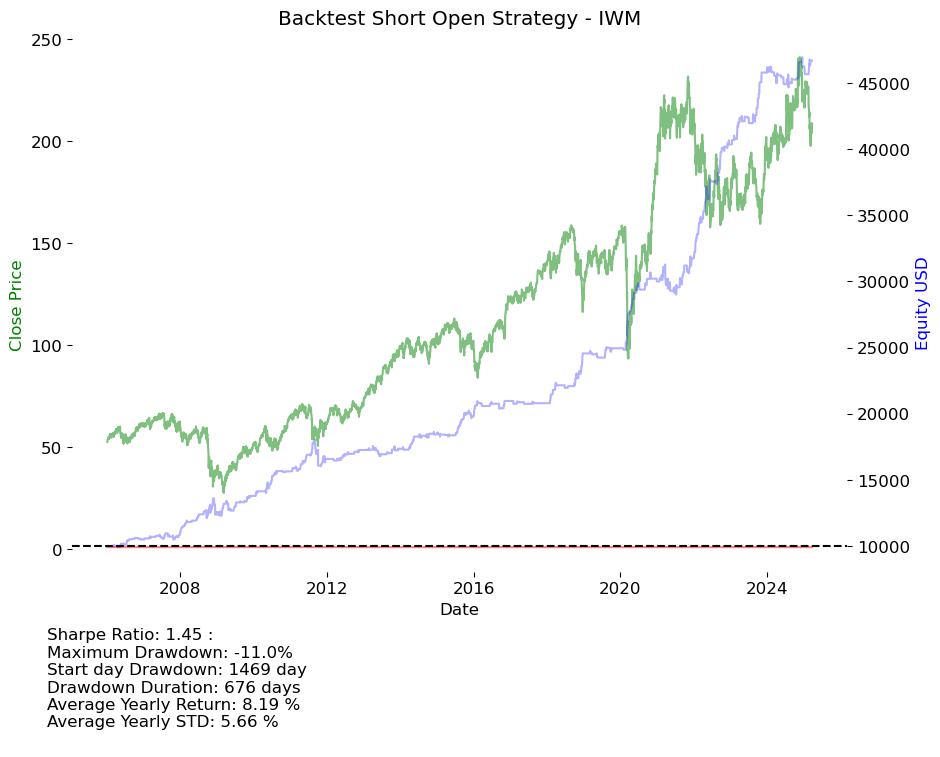 Backtest Short Open Strategy - IWM
250
200
150
100
50
0
Close Price
45000
40000
35000
30000
25000
20000
15000
10000
Equity USD
2008
2012
2016
2020
2024
Date
Sharpe Ratio: 1.45 :
Maximum Drawdown: -11.0%
Start day Drawdown: 1469 day
Drawdown Duration: 676 days
Average Yearly Return: 8.19 %
Average Yearly STD: 5.66 %